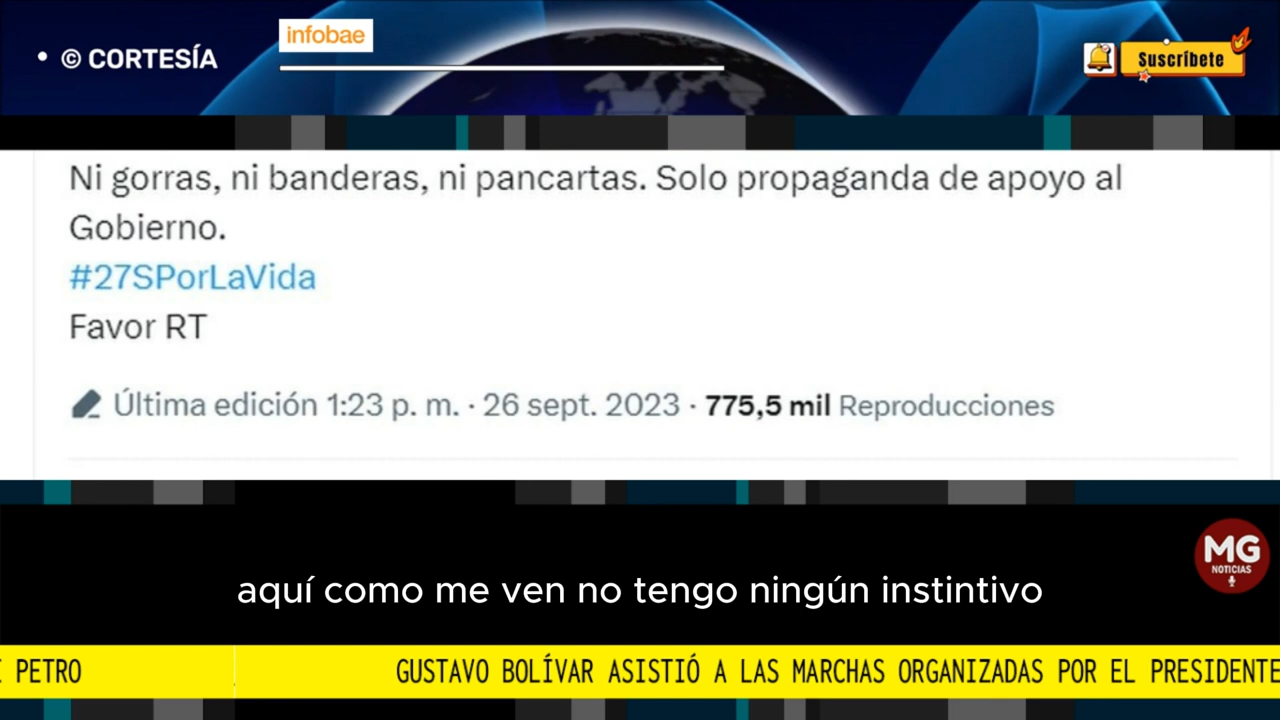 • © CORTESÍA
infobae
Suscríbete
Ni gorras, ni banderas, ni pancartas. Solo propaganda de apoyo al
Gobierno.
#27SPorLaVida
Favor RT
Última edición 1:23 p. m. · 26 sept. 2023 · 775,5 mil Reproducciones
MG
NOTICIAS
aquí como me ven no tengo ningún instintivo
PETRO
GUSTAVO BOLÍVAR ASISTIÓ A LAS MARCHAS ORGANIZADAS POR EL PRESIDENTE